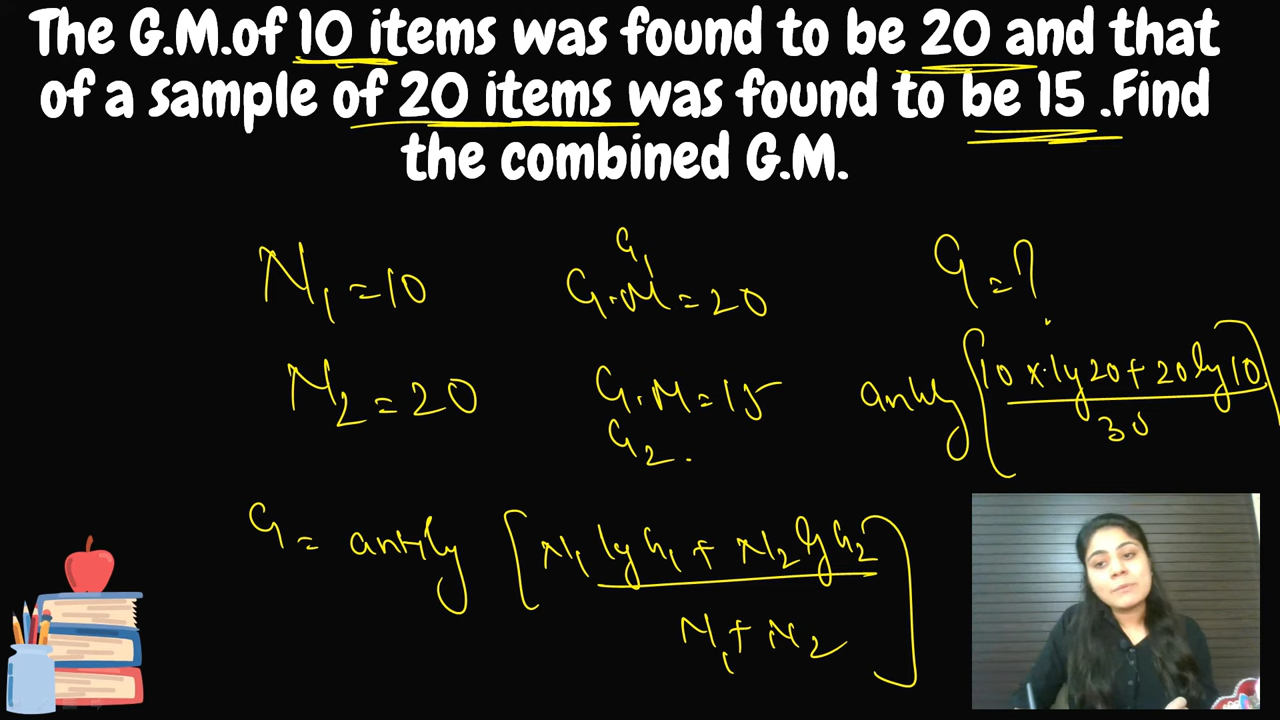 The G.M.of 10 items was found to be 20 and that
of a sample of 20 items was found to be 15 .Find
the combined G.M.
N1 = 10
G1
G.M = 20
G = ?
N2 = 20
G.M = 15
G2
antilog [ 10 x log 20 + 20 log 10
30 ]
G = antilog [ N1 log G1 + N2 log G2
N1 + N2 ]